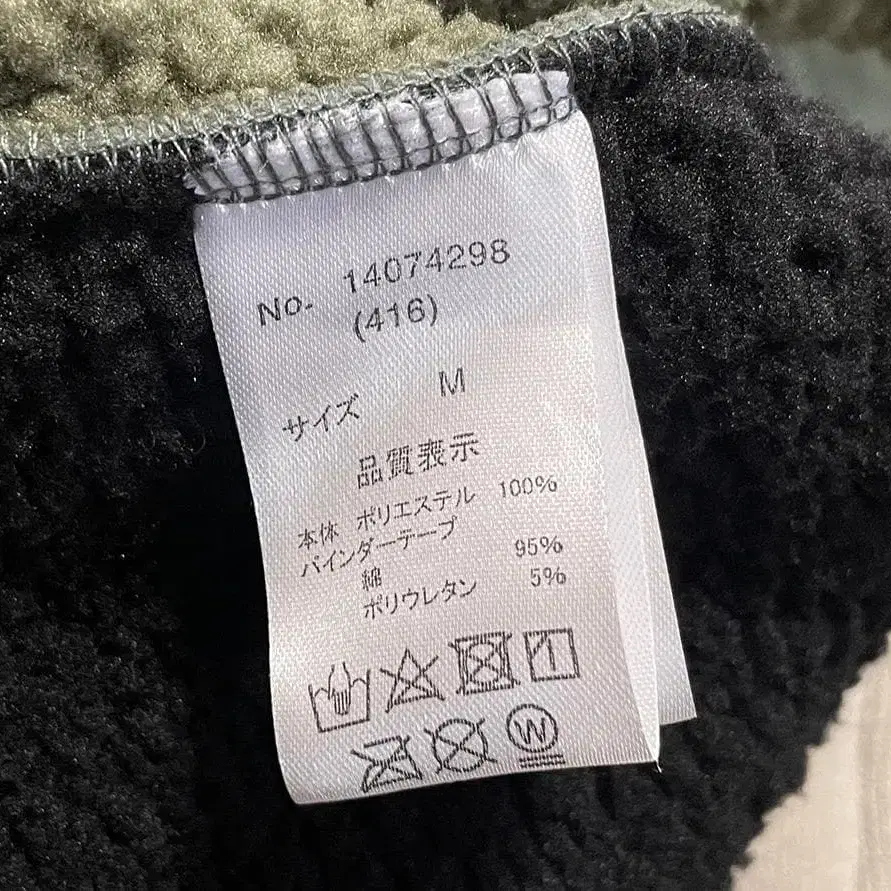 No. 14074298
(416)
サイズ M
品質表示
本体 ポリエステル 100%
バインダーテープ
綿 95%
ポリウレタン 5%
W